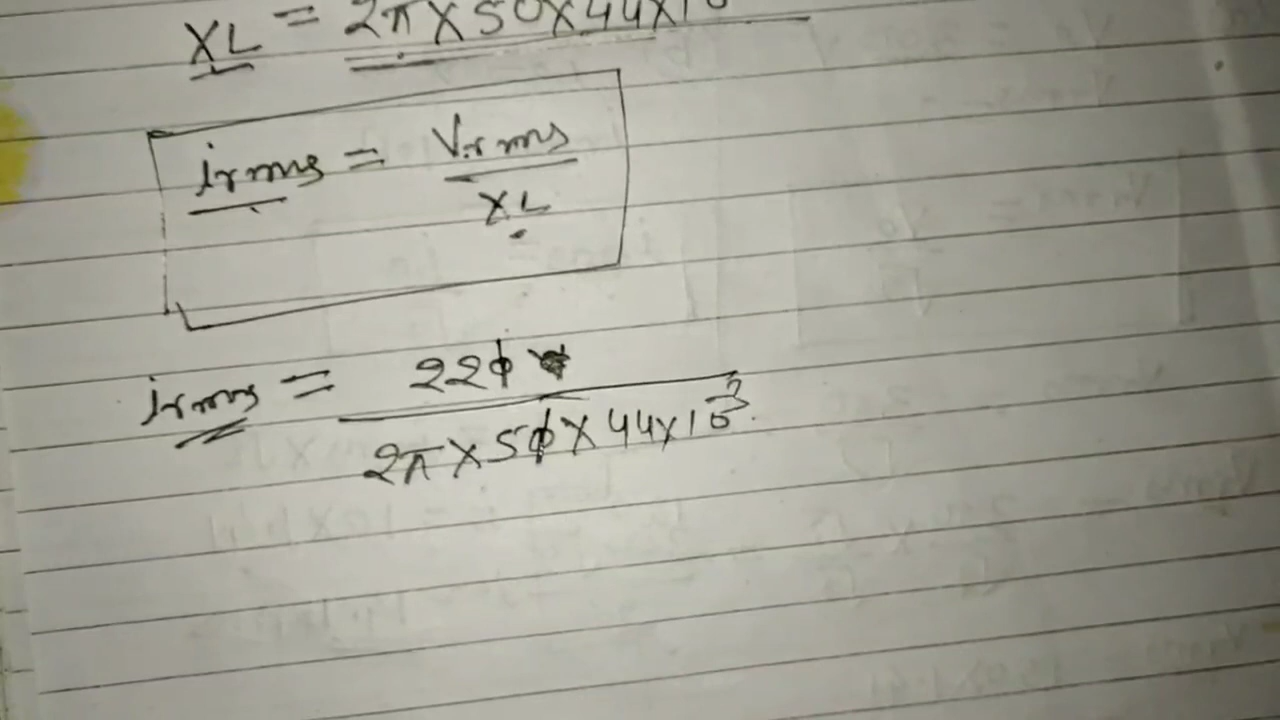 XL = 2π×50×44×10
irms = Vrms / XL
irms = 220 / 2π×50×44×10⁻³